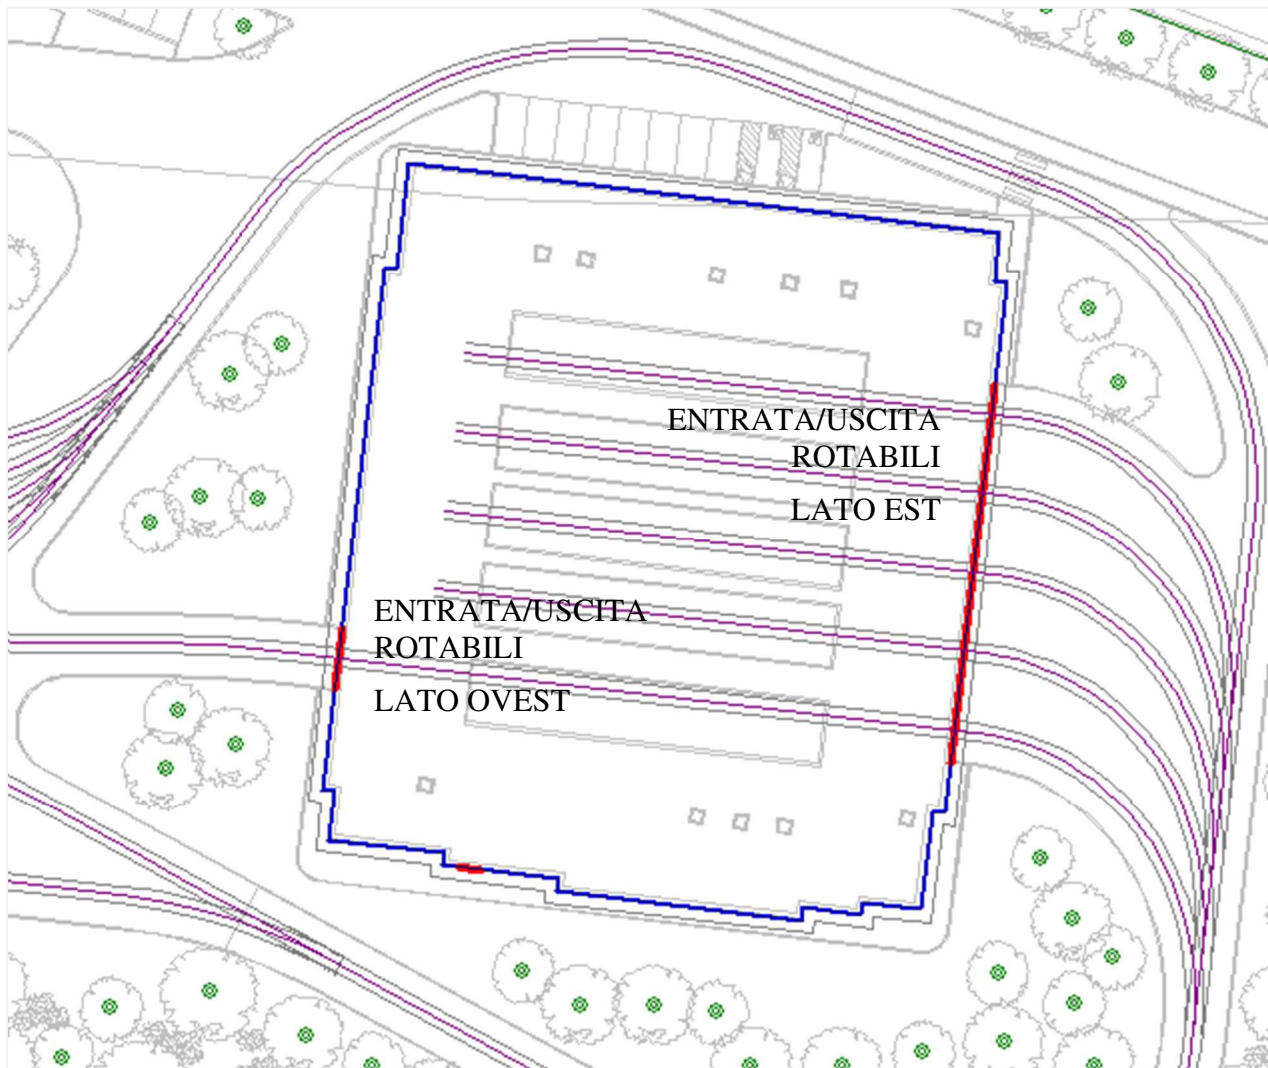 ENTRATA/USCITA
ROTABILI
LATO EST
ENTRATA/USCITA
ROTABILI
LATO OVEST